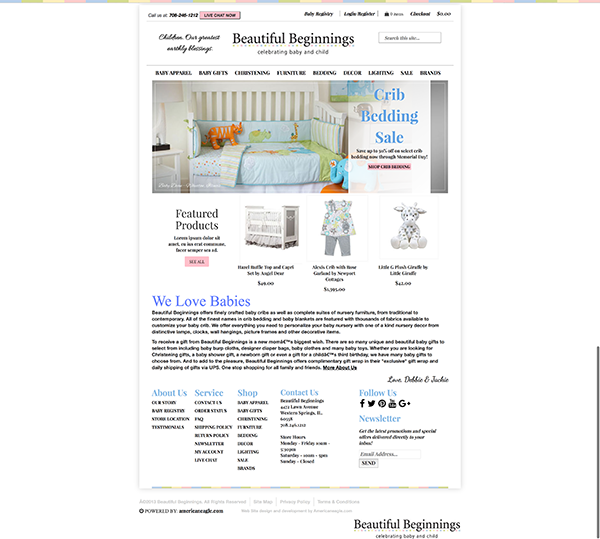 Call us at: 708-246-1212 LIVE CHAT NOW
Baby Registry Login/Register 0 items Checkout $0.00
Children. Our greatest
earthly blessings.
Beautiful Beginnings
celebrating baby and child
Search this site...
BABY APPAREL BABY GIFTS CHRISTENING FURNITURE BEDDING DECOR LIGHTING SALE BRANDS
Crib
Bedding
Sale
Save up to 50% off on select crib
bedding now through Memorial Day!
SHOP CRIB BEDDING
Featured
Products
Lorem ipsum dolor sit
amet, ea ius erat commune,
facer semper sea ad.
SEE ALL
Hazel Ruffle Top and Capri
Set by Angel Dear
$49.00
Alexis Crib with Rose
Garland by Newport
Cottages
$1,595.00
Little G Plush Giraffe by
Little Giraffe
$42.00
We Love Babies
Beautiful Beginnings offers finely crafted baby cribs as well as complete suites of nursery furniture, from traditional to
contemporary. All of the finest names in crib bedding and baby blankets are featured with thousands of fabrics available to
customize your baby crib. We offer everything you need to personalize your baby nursery with one of a kind nursery decor from
distinctive lamps, clocks, wall hangings, picture frames and other decorative items.
To receive a gift from Beautiful Beginnings is a new momâ€™s biggest wish. There are so many unique and beautiful baby gifts to
select from including baby burp cloths, designer diaper bags, baby clothes and many baby toys. Whether you are looking for
Christening gifts, a baby shower gift, a newborn gift or even a gift for a childâ€™s third birthday, we have many baby gifts to
choose from. And to add to the pleasure, Beautiful Beginnings offers complimentary gift wrap in their "exclusive" gift wrap and
daily shipping of gifts via UPS. One stop shopping for all family and friends. More About Us
Love, Debbie & Jackie
About Us
OUR STORY
BABY REGISTRY
STORE LOCATION
TESTIMONIALS
Service
CONTACT US
ORDER STATUS
FAQ
SHIPPING POLICY
RETURN POLICY
NEWSLETTER
MY ACCOUNT
LIVE CHAT
Shop
BABY APPAREL
BABY GIFTS
CHRISTENING
FURNITURE
BEDDING
DECOR
LIGHTING
SALE
BRANDS
Contact Us
Beautiful Beginnings
4422 Lawn Avenue
Western Springs, IL,
60558
708.246.1212
Store Hours
Monday - Friday 10am -
5:30pm
Saturday - 10am - 5pm
Sunday - Closed
Follow Us
Newsletter
Get the latest promotions and special
offers delivered directly to your
inbox!
Email Address...
SEND
Beautiful Beginnings. All Rights Reserved Site Map Privacy Policy Terms & Conditions
POWERED BY: americaneagle.com Web Site design and development by Americaneagle.com
Beautiful Beginnings
celebrating baby and child